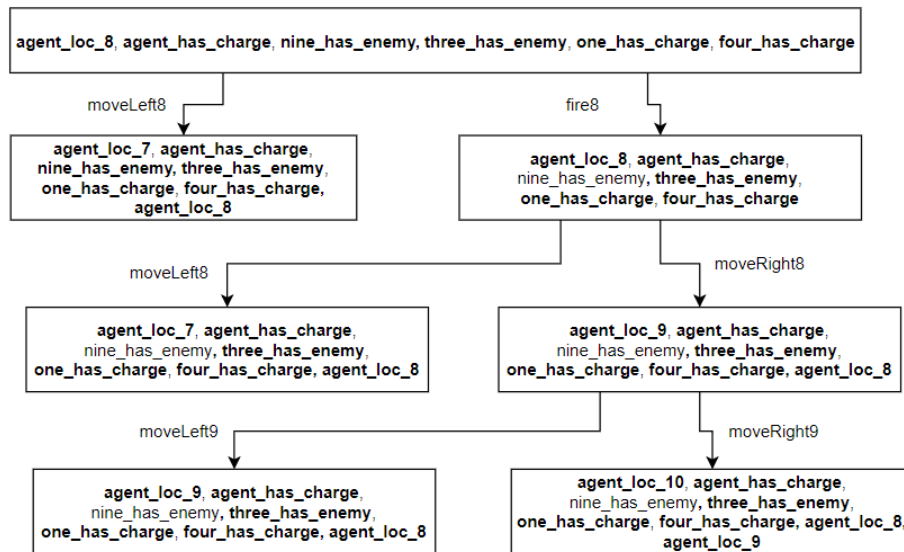 agent_loc_8, agent_has_charge, nine_has_enemy, three_has_enemy, one_has_charge, four_has_charge
moveLeft8
fire8
agent_loc_7, agent_has_charge,
nine_has_enemy, three_has_enemy,
one_has_charge, four_has_charge,
agent_loc_8
agent_loc_8, agent_has_charge,
nine_has_enemy, three_has_enemy,
one_has_charge, four_has_charge
moveLeft8
moveRight8
agent_loc_7, agent_has_charge,
nine_has_enemy, three_has_enemy,
one_has_charge, four_has_charge, agent_loc_8
agent_loc_9, agent_has_charge,
nine_has_enemy, three_has_enemy,
one_has_charge, four_has_charge, agent_loc_8
moveLeft9
moveRight9
agent_loc_9, agent_has_charge,
nine_has_enemy, three_has_enemy,
one_has_charge, four_has_charge, agent_loc_8
agent_loc_10, agent_has_charge,
nine_has_enemy, three_has_enemy,
one_has_charge, four_has_charge, agent_loc_8,
agent_loc_9